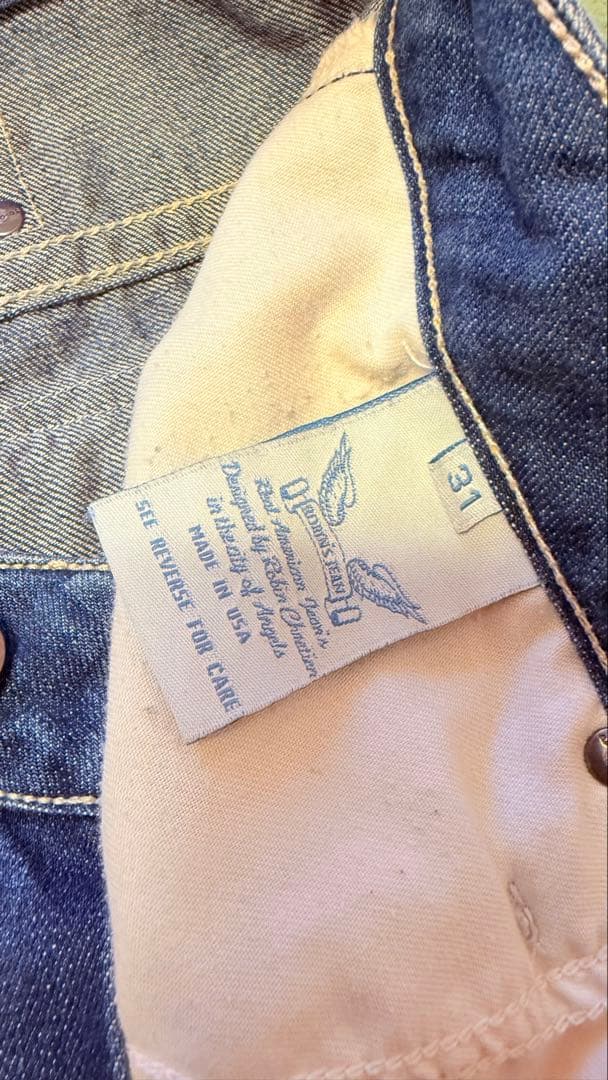 ROBIN'S JEAN
Real American Jean's
Designed by Robin Chretien
in the city of Angels
MADE IN USA
SEE REVERSE FOR CARE
31